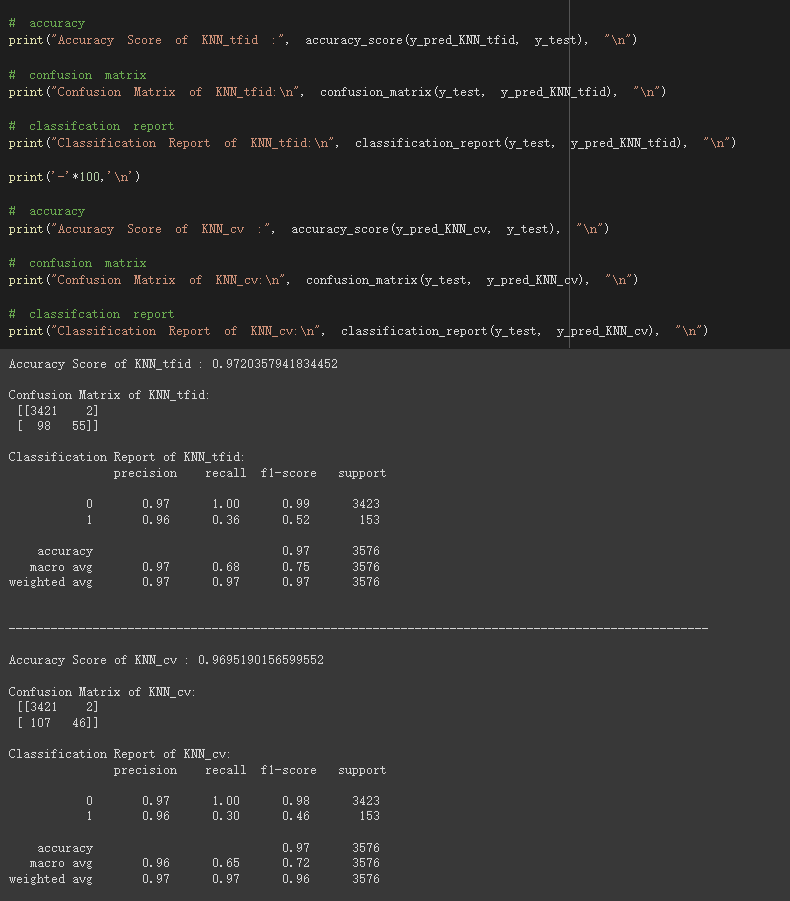 # accuracy
print("Accuracy Score of KNN_tfid :", accuracy_score(y_pred_KNN_tfid, y_test), "\n")
# confusion matrix
print("Confusion Matrix of KNN_tfid:\n", confusion_matrix(y_test, y_pred_KNN_tfid), "\n")
# classifcation report
print("Classification Report of KNN_tfid:\n", classification_report(y_test, y_pred_KNN_tfid), "\n")
print('-'*100,'\n')
# accuracy
print("Accuracy Score of KNN_cv :", accuracy_score(y_pred_KNN_cv, y_test), "\n")
# confusion matrix
print("Confusion Matrix of KNN_cv:\n", confusion_matrix(y_test, y_pred_KNN_cv), "\n")
# classifcation report
print("Classification Report of KNN_cv:\n", classification_report(y_test, y_pred_KNN_cv), "\n")
Accuracy Score of KNN_tfid : 0.9720357941834452
Confusion Matrix of KNN_tfid:
[[3421 2]
[ 98 55]]
Classification Report of KNN_tfid:
precision recall f1-score support
0 0.97 1.00 0.99 3423
1 0.96 0.36 0.52 153
accuracy 0.97 3576
macro avg 0.97 0.68 0.75 3576
weighted avg 0.97 0.97 0.97 3576
----------------------------------------------------------------------------------------------------
Accuracy Score of KNN_cv : 0.9695190156599552
Confusion Matrix of KNN_cv:
[[3421 2]
[ 107 46]]
Classification Report of KNN_cv:
precision recall f1-score support
0 0.97 1.00 0.98 3423
1 0.96 0.30 0.46 153
accuracy 0.97 3576
macro avg 0.96 0.65 0.72 3576
weighted avg 0.97 0.97 0.96 3576